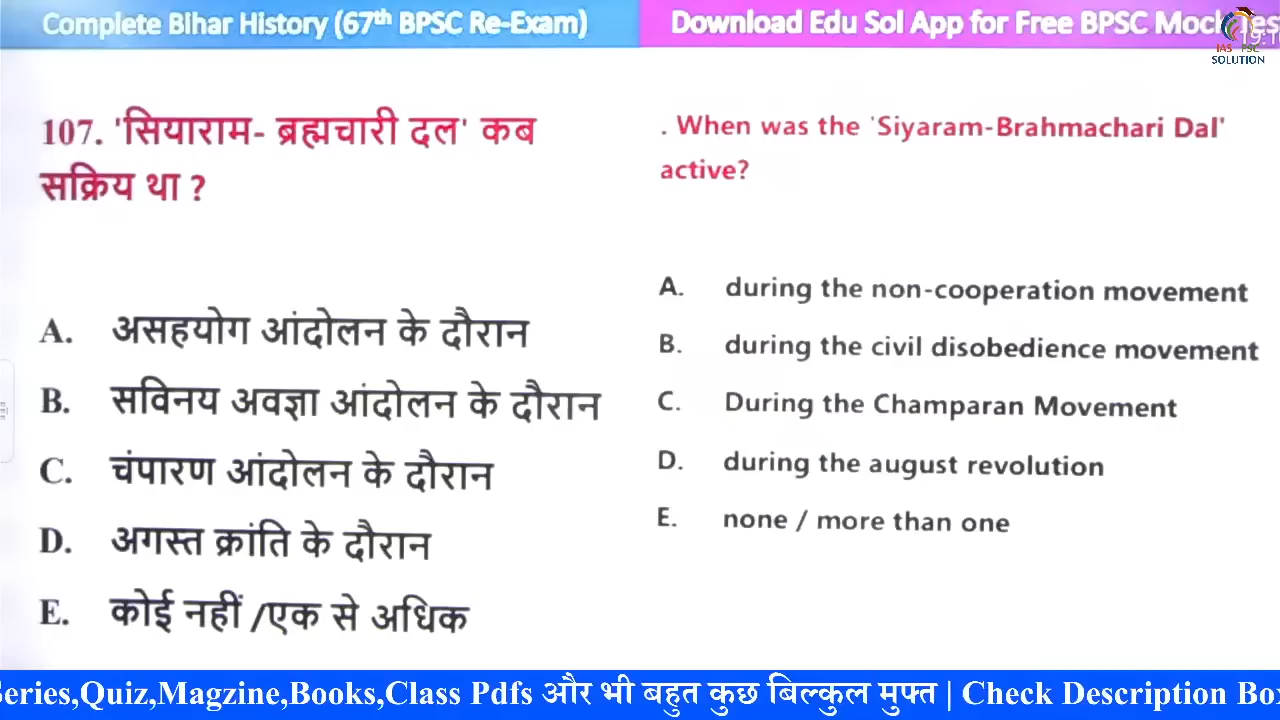 Complete Bihar History (67th BPSC Re-Exam)
Download Edu Sol App for Free BPSC
IAS PSC
SOLUTION
107. 'सियाराम- ब्रह्मचारी दल' कब
सक्रिय था ?
A. असहयोग आंदोलन के दौरान
B. सविनय अवज्ञा आंदोलन के दौरान
C. चंपारण आंदोलन के दौरान
D. अगस्त क्रांति के दौरान
E. कोई नहीं /एक से अधिक
. When was the 'Siyaram-Brahmachari Dal'
active?
A. during the non-cooperation movement
B. during the civil disobedience movement
C. During the Champaran Movement
D. during the august revolution
E. none / more than one
Series,Quiz,Magzine,Books,Class Pdfs और भी बहुत कुछ बिल्कुल मुफ्त | Check Description Box